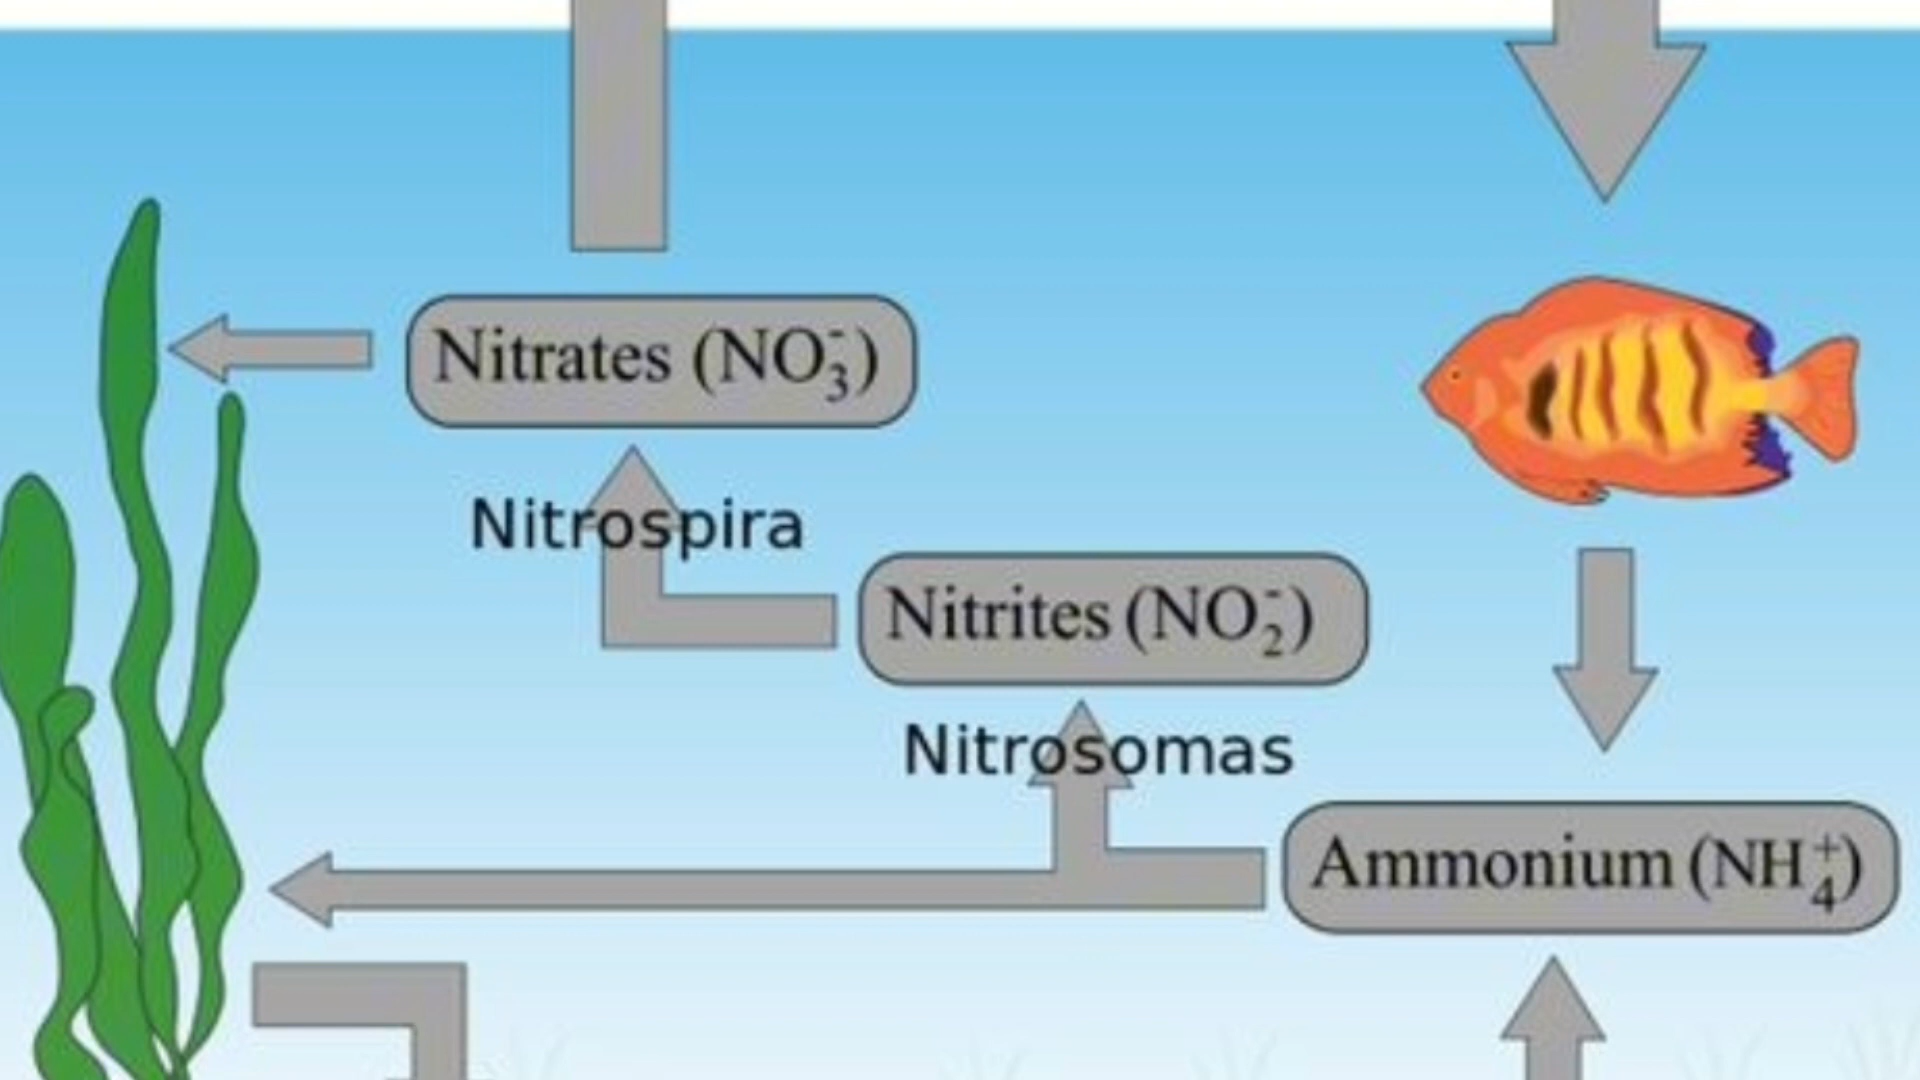 Nitrates (NO₃⁻)
Nitrospira
Nitrites (NO₂⁻)
Nitrosomas
Ammonium (NH₄⁺)